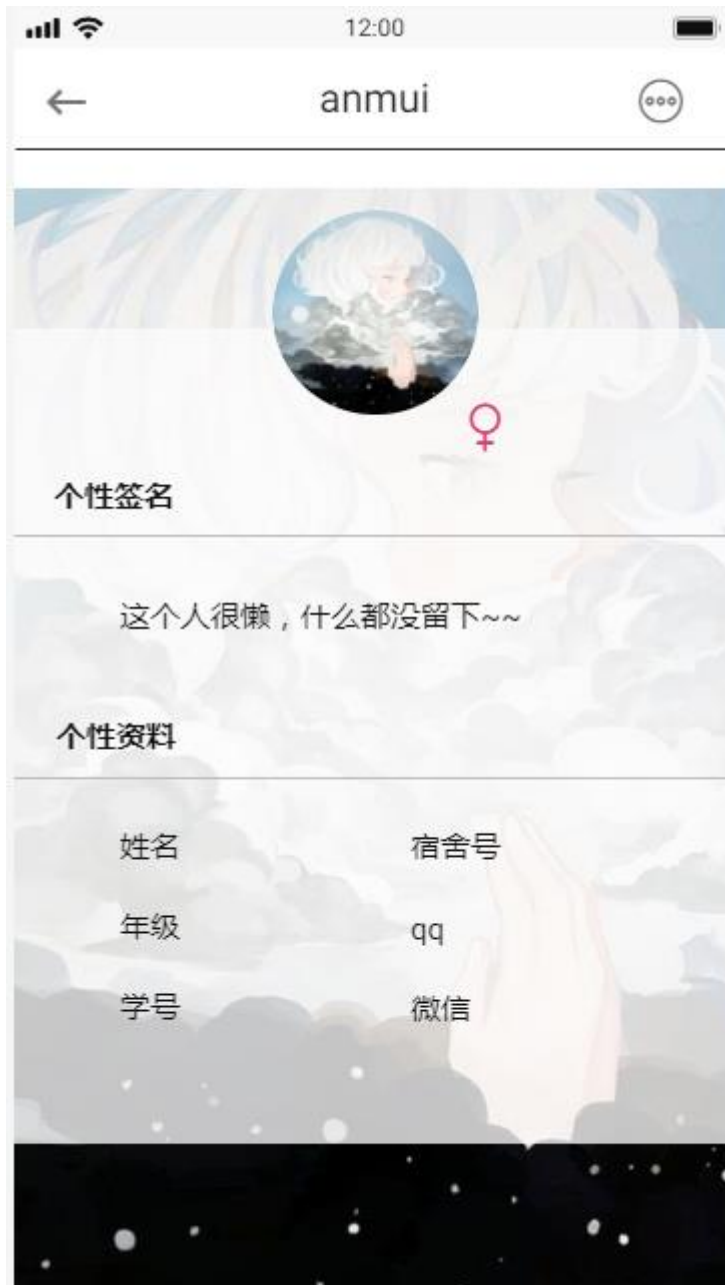 12:00
anmui
个性签名
这个人很懒，什么都没留下~~
个性资料
姓名 宿舍号
年级 qq
学号 微信